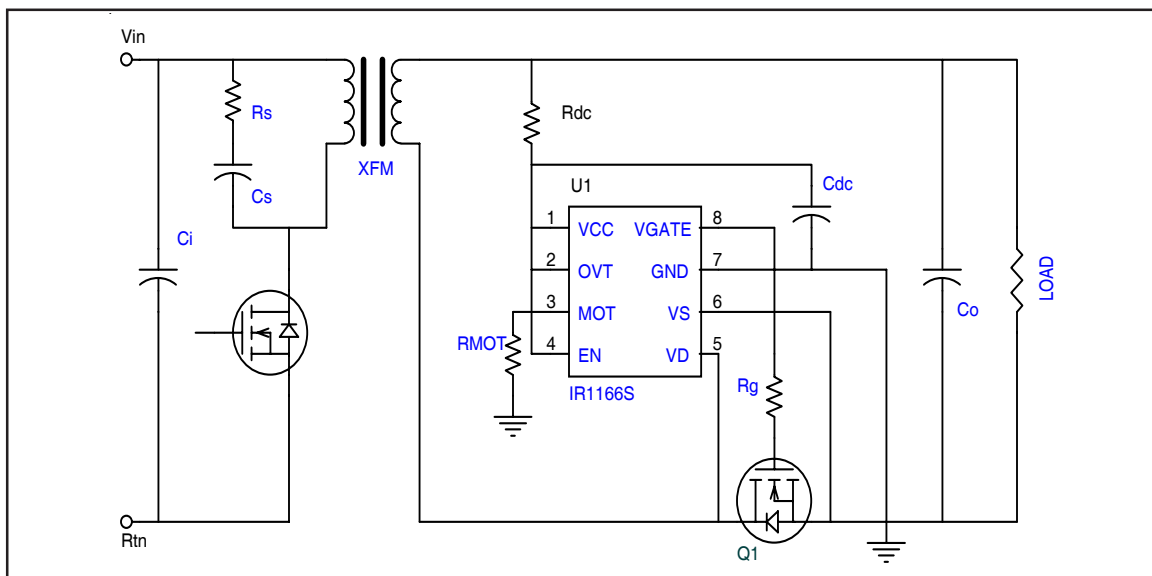 Vin
Rs
Cs
Ci
XFM
Rdc
Cdc
U1
1 VCC VGATE 8
2 OVT GND 7
3 MOT VS 6
4 EN VD 5
IR1166S
RMOT
Rg
Co
LOAD
Rtn
Q1